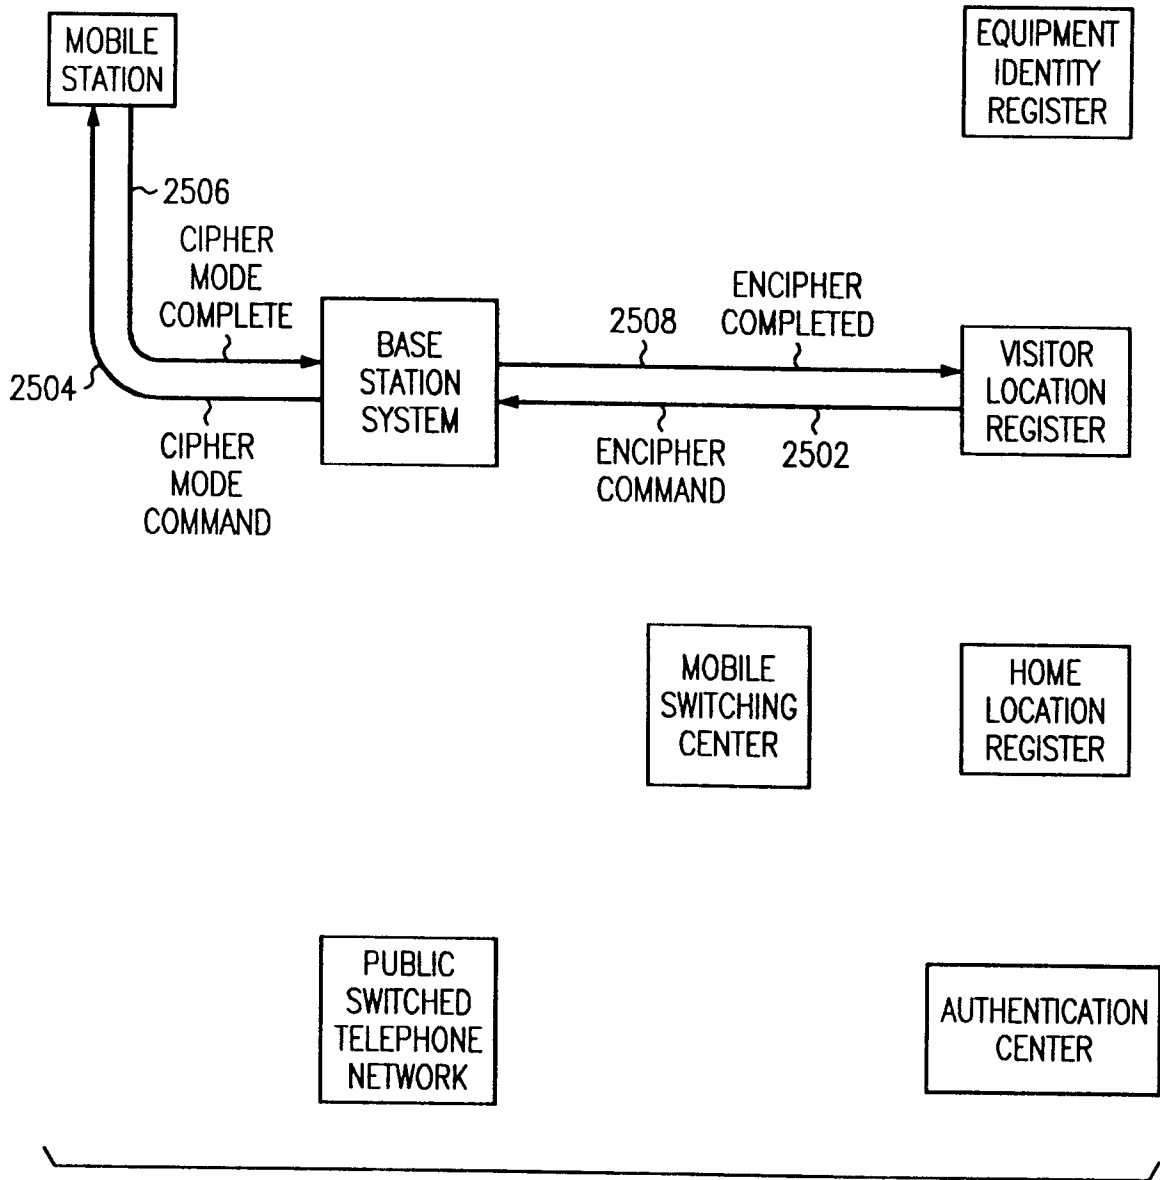 MOBILE
STATION
EQUIPMENT
IDENTITY
REGISTER
2506
CIPHER
MODE
COMPLETE
2504
CIPHER
MODE
COMMAND
BASE
STATION
SYSTEM
2508
ENCIPHER
COMPLETED
ENCIPHER
COMMAND
2502
VISITOR
LOCATION
REGISTER
MOBILE
SWITCHING
CENTER
HOME
LOCATION
REGISTER
PUBLIC
SWITCHED
TELEPHONE
NETWORK
AUTHENTICATION
CENTER